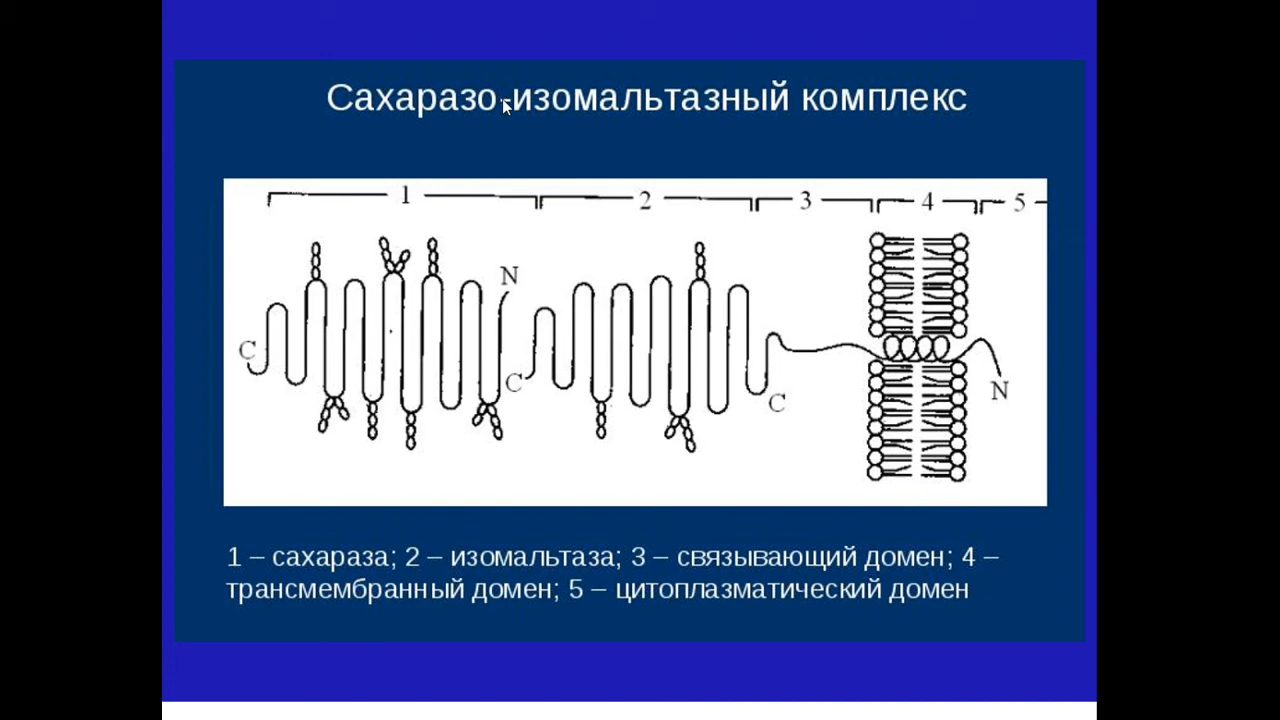 Сахаразо-изомальтазный комплекс
1 2 3 4 5
N
C
C
C
N
1 – сахараза; 2 – изомальтаза; 3 – связывающий домен; 4 –
трансмембранный домен; 5 – цитоплазматический домен